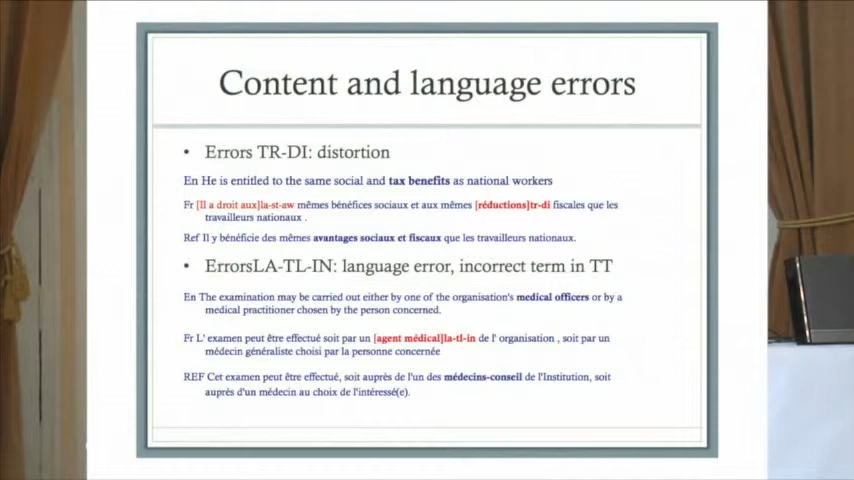 Content and language errors
• Errors TR-DI: distortion
En He is entitled to the same social and tax benefits as national workers
Fr [Il a droit aux]la-st-aw mêmes bénéfices sociaux et aux mêmes [réductions]tr-di fiscales que les
travailleurs nationaux .
Ref Il y bénéficie des mêmes avantages sociaux et fiscaux que les travailleurs nationaux.
• ErrorsLA-TL-IN: language error, incorrect term in TT
En The examination may be carried out either by one of the organisation's medical officers or by a
medical practitioner chosen by the person concerned.
Fr L' examen peut être effectué soit par un [agent médical]la-tl-in de l' organisation , soit par un
médecin généraliste choisi par la personne concernée
REF Cet examen peut être effectué, soit auprès de l'un des médecins-conseil de l'Institution, soit
auprès d'un médecin au choix de l'intéressé(e).